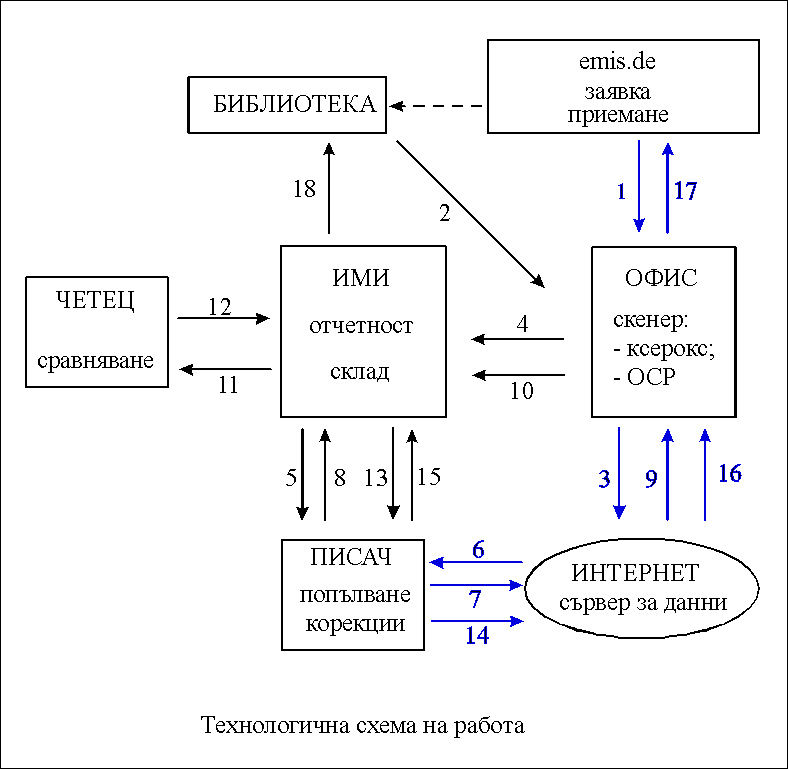 emis.de
заявка
приемане
БИБЛИОТЕКА
18
2
1
17
ЧЕТЕЦ
сравняване
12
11
ИМИ
отчетност
склад
4
10
ОФИС
скенер:
- ксерокс;
- ОСР
5
8
13
15
3
9
16
ПИСАЧ
попълване
корекции
6
7
14
ИНТЕРНЕТ
сървер за данни
Технологична схема на работа